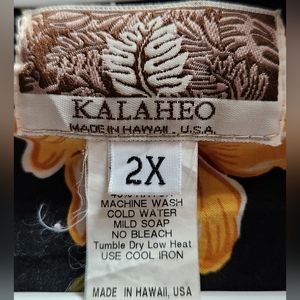 KALAHEO
MADE IN HAWAII, U.S.A.
2X
MACHINE WASH
COLD WATER
MILD SOAP
NO BLEACH
Tumble Dry Low Heat
USE COOL IRON
MADE IN HAWAII, USA